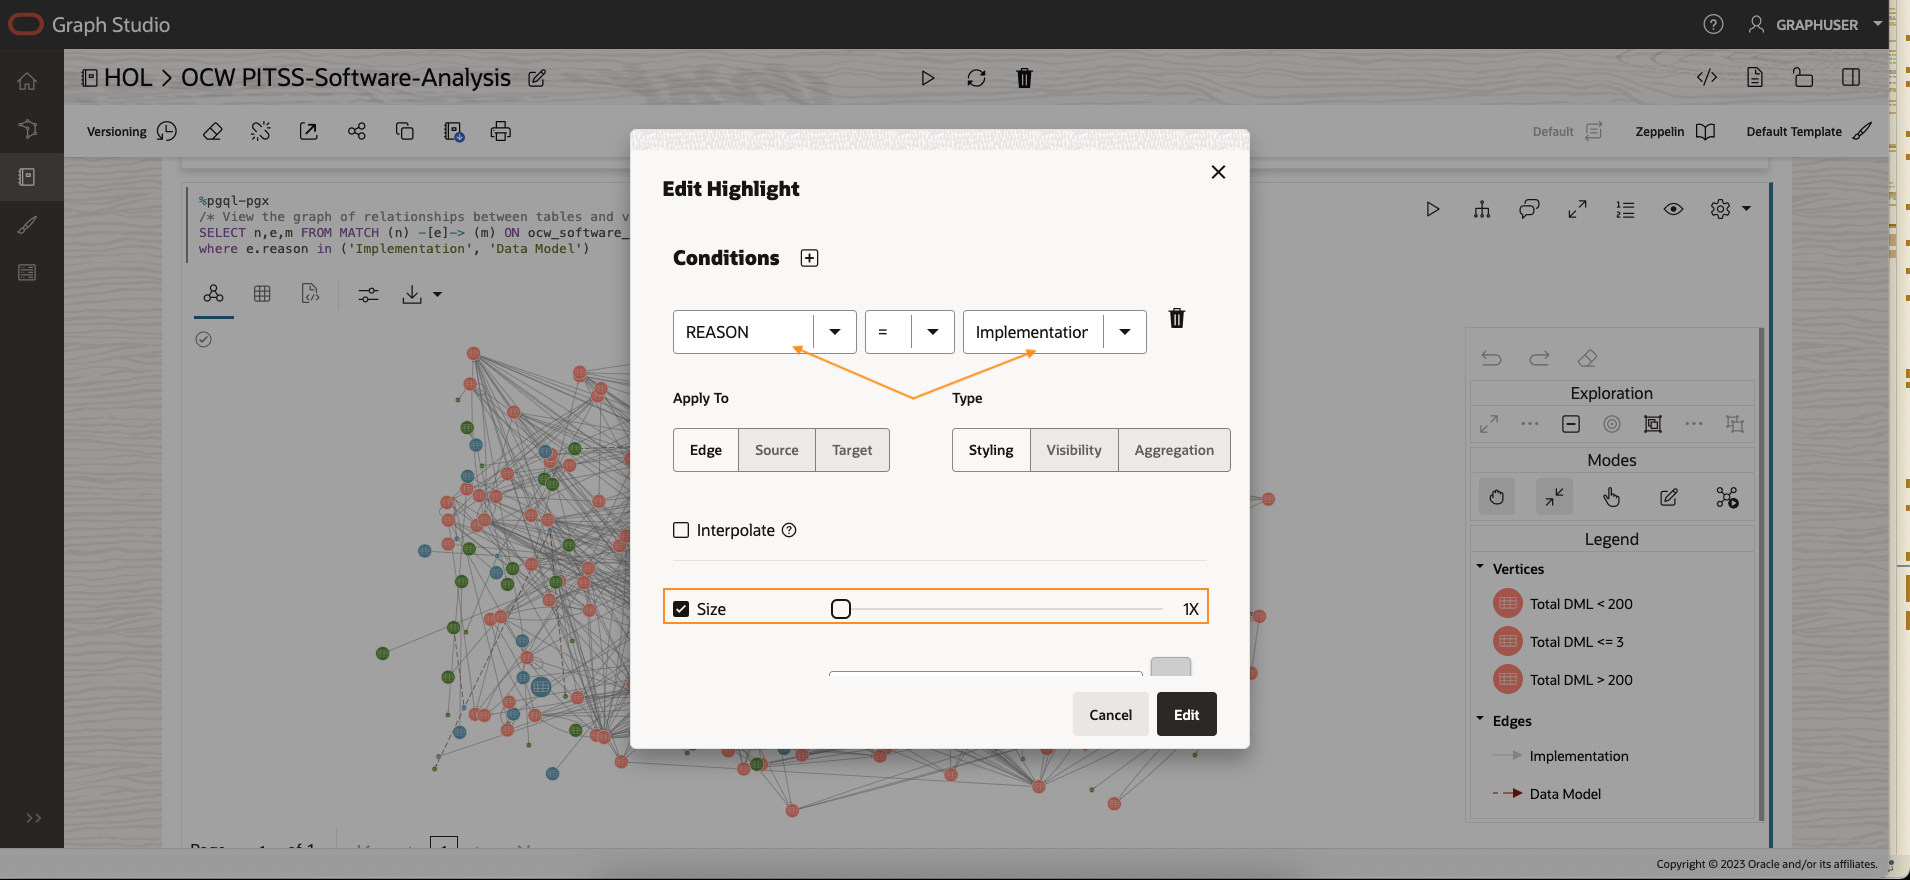 Graph Studio
GRAPHUSER
HOL > OCW PITSS-Software-Analysis
Versioning
Default
Zeppelin
Default Template
%pgql-pgx
/* View the graph of relationships between tables and v
SELECT n,e,m FROM MATCH (n) -[e]-> (m) ON ocw_software_
where e.reason in ('Implementation', 'Data Model')
Edit Highlight
Conditions
REASON
=
Implementation
Apply To
Type
Edge
Source
Target
Styling
Visibility
Aggregation
Interpolate
Size
1X
Cancel
Edit
Exploration
Modes
Legend
Vertices
Total DML < 200
Total DML <= 3
Total DML > 200
Edges
Implementation
Data Model
Page
of 1
Copyright © 2023 Oracle and/or its affiliates.